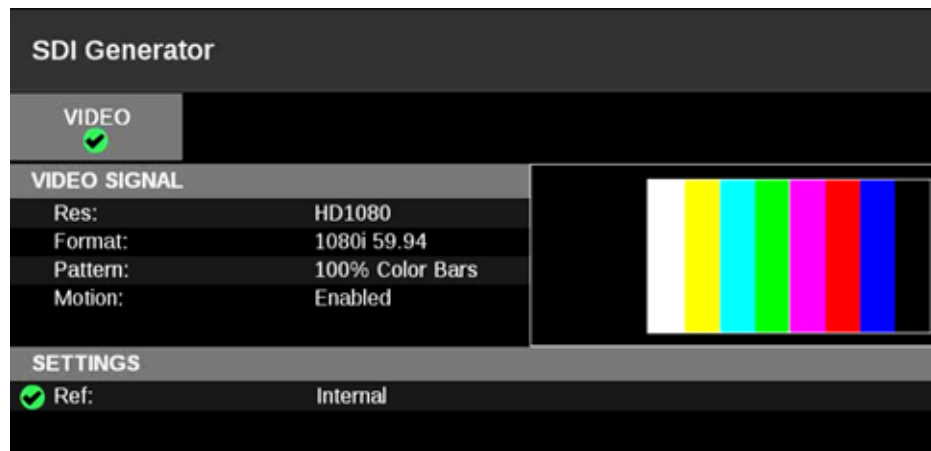 SDI Generator
VIDEO
VIDEO SIGNAL
Res: HD1080
Format: 1080i 59.94
Pattern: 100% Color Bars
Motion: Enabled
SETTINGS
Ref: Internal